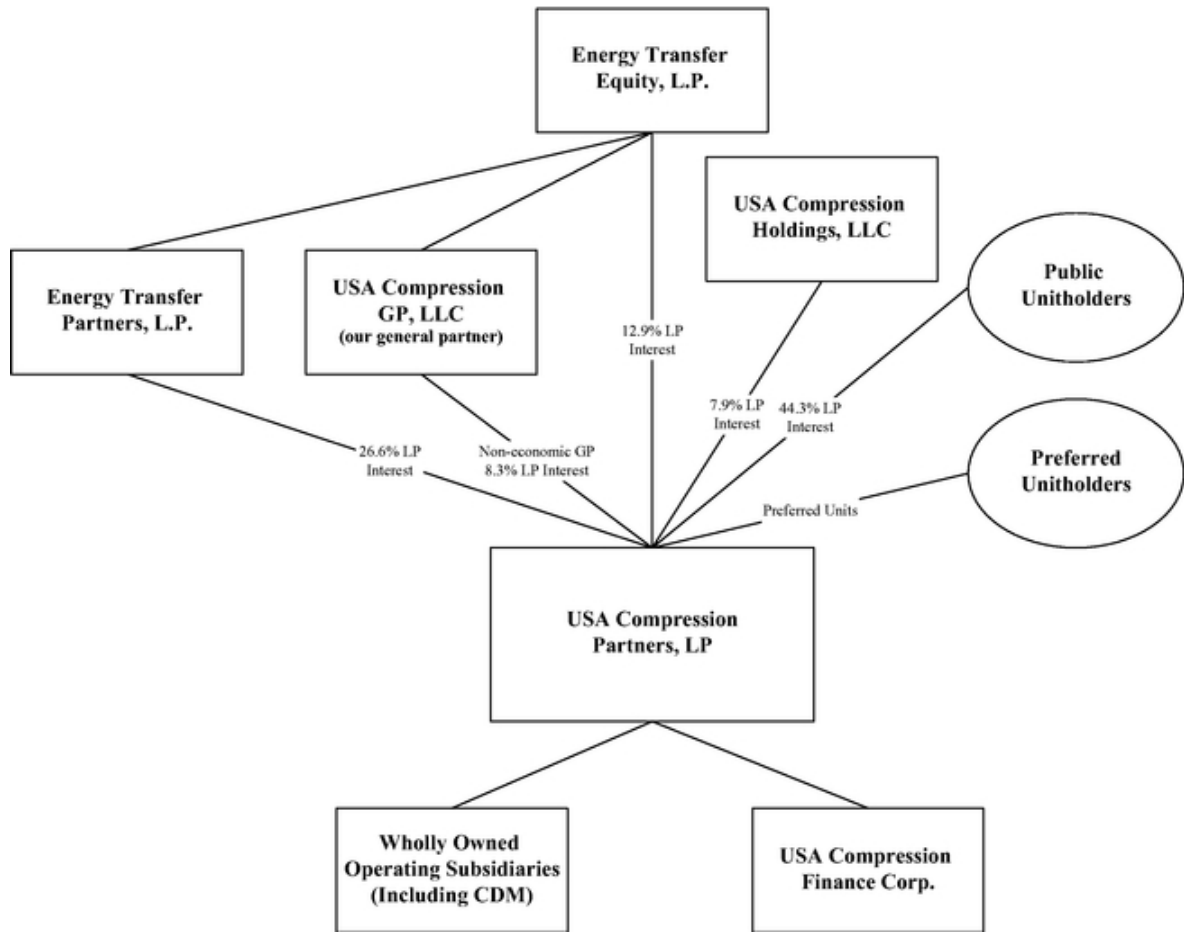 Energy Transfer
Equity, L.P.
USA Compression
Holdings, LLC
Public
Unitholders
Energy Transfer
Partners, L.P.
USA Compression
GP, LLC
(our general partner)
12.9% LP
Interest
7.9% LP
Interest
44.3% LP
Interest
26.6% LP
Interest
Non-economic GP
8.3% LP Interest
Preferred
Unitholders
Preferred Units
USA Compression
Partners, LP
Wholly Owned
Operating Subsidiaries
(Including CDM)
USA Compression
Finance Corp.